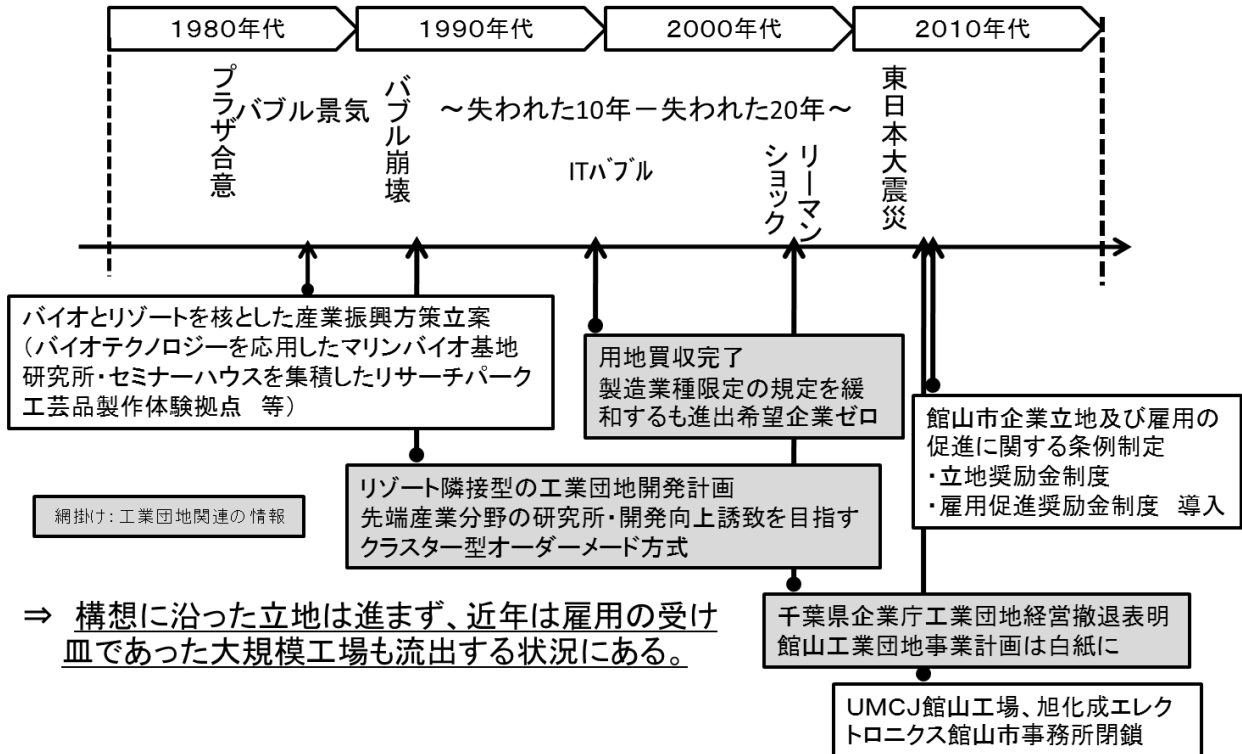 1980年代
1990年代
2000年代
2010年代
プラザ合意
バブル景気
バブル崩壊
～失われた10年－失われた20年～
ITバブル
リーマン
ショック
東日本大震災
バイオとリゾートを核とした産業振興方策立案
（バイオテクノロジーを応用したマリンバイオ基地
研究所・セミナーハウスを集積したリサーチパーク
工芸品製作体験拠点　等）
用地買収完了
製造業種限定の規定を緩
和するも進出希望企業ゼロ
館山市企業立地及び雇用の
促進に関する条例制定
・立地奨励金制度
・雇用促進奨励金制度　導入
リゾート隣接型の工業団地開発計画
先端産業分野の研究所・開発向上誘致を目指す
クラスター型オーダーメード方式
網掛け：工業団地関連の情報
⇒　構想に沿った立地は進まず、近年は雇用の受け
皿であった大規模工場も流出する状況にある。
千葉県企業庁工業団地経営撤退表明
館山工業団地事業計画は白紙に
UMCJ館山工場、旭化成エレク
トロニクス館山市事務所閉鎖